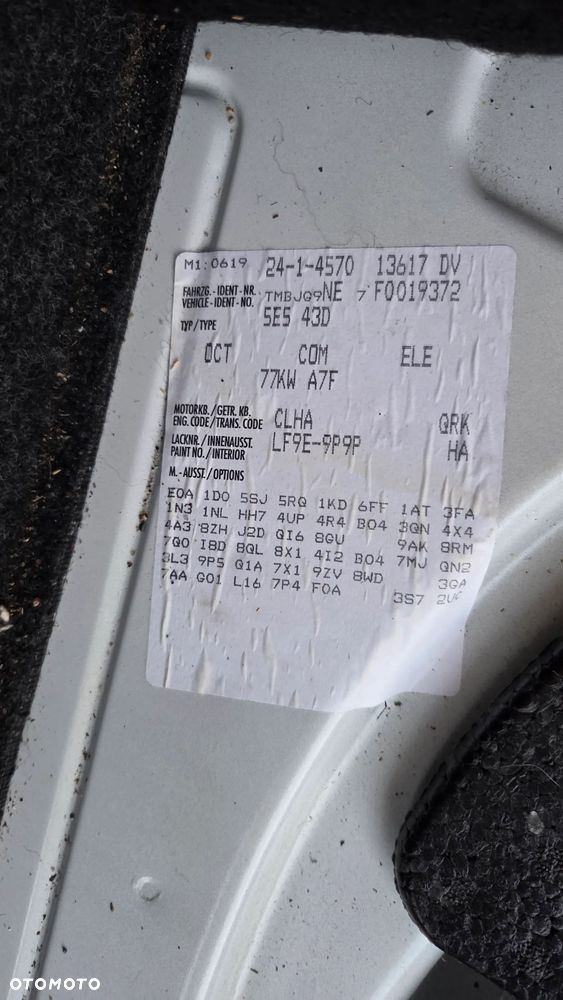 M1:0619 24-1-4570 13617 DV
FAHRZG.-IDENT-NR.
VEHICLE-IDENT-NO. TMBJG9NE 7 F0019372
TYP/TYPE 5E5 43D
OCT COM ELE
77KW A7F
MOTORKB./GETR. KB.
ENG. CODE/TRANS. CODE CLHA QRK
LACKNR./INNENAUSST.
PAINT NO./INTERIOR LF9E-9P9P HA
M.-AUSST./OPTIONS
E0A 1D0 5SJ 5RQ 1KD 6FF 1AT 3FA
1N3 1NL HH7 4UP 4R4 B04 3QN 4X4
4A3 8ZH J2D QI6 8GU 9AK 8RM
7Q0 I8D 8QL 8X1 4I2 B04 7MJ QN2
3L3 9P5 Q1A 7X1 9ZV 8WD 3GA
7AA G01 L16 7P4 F0A 3S7
OTOMOTO